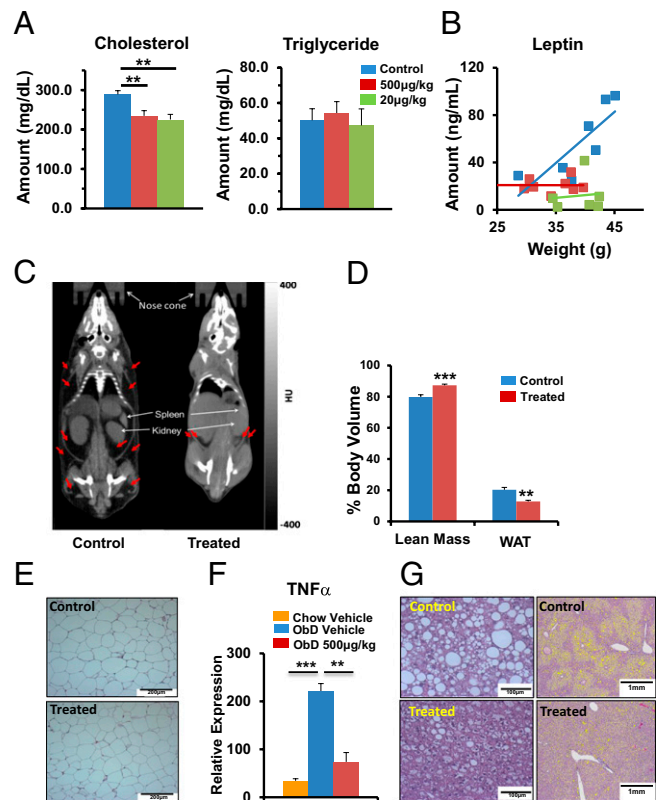 A
Cholesterol
Triglyceride
Amount (mg/dL)
300.0
250.0
150.0
0.0
**
**
Amount (mg/dL)
80.0
60.0
40.0
20.0
0.0
Control
500µg/kg
20µg/kg
B
Leptin
Amount (ng/mL)
120
80
40
0
25
35
45
Weight (g)
C
Nose cone
Spleen
Kidney
Control
Treated
400
HU
-400
D
% Body Volume
100
80
60
40
20
0
***
**
Control
Treated
Lean Mass
WAT
E
Control
200µm
Treated
200µm
F
TNFα
Chow Vehicle
ObD Vehicle
ObD 500µg/kg
Relative Expression
300
200
100
0
***
**
G
Control
100µm
Control
1mm
Treated
100µm
Treated
1mm